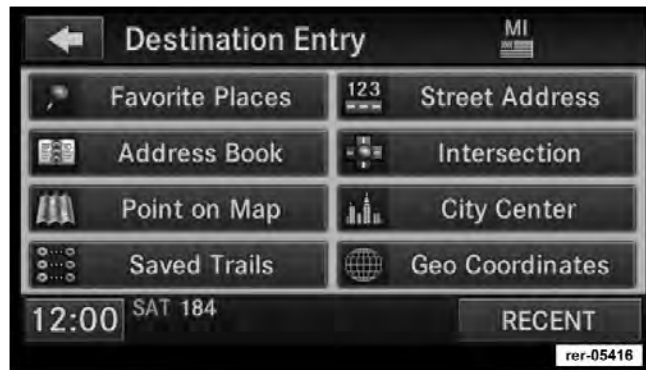 Destination Entry
MI
Favorite Places
123
Street Address
Address Book
Intersection
Point on Map
City Center
Saved Trails
Geo Coordinates
12:00
SAT 184
RECENT
rer-05416